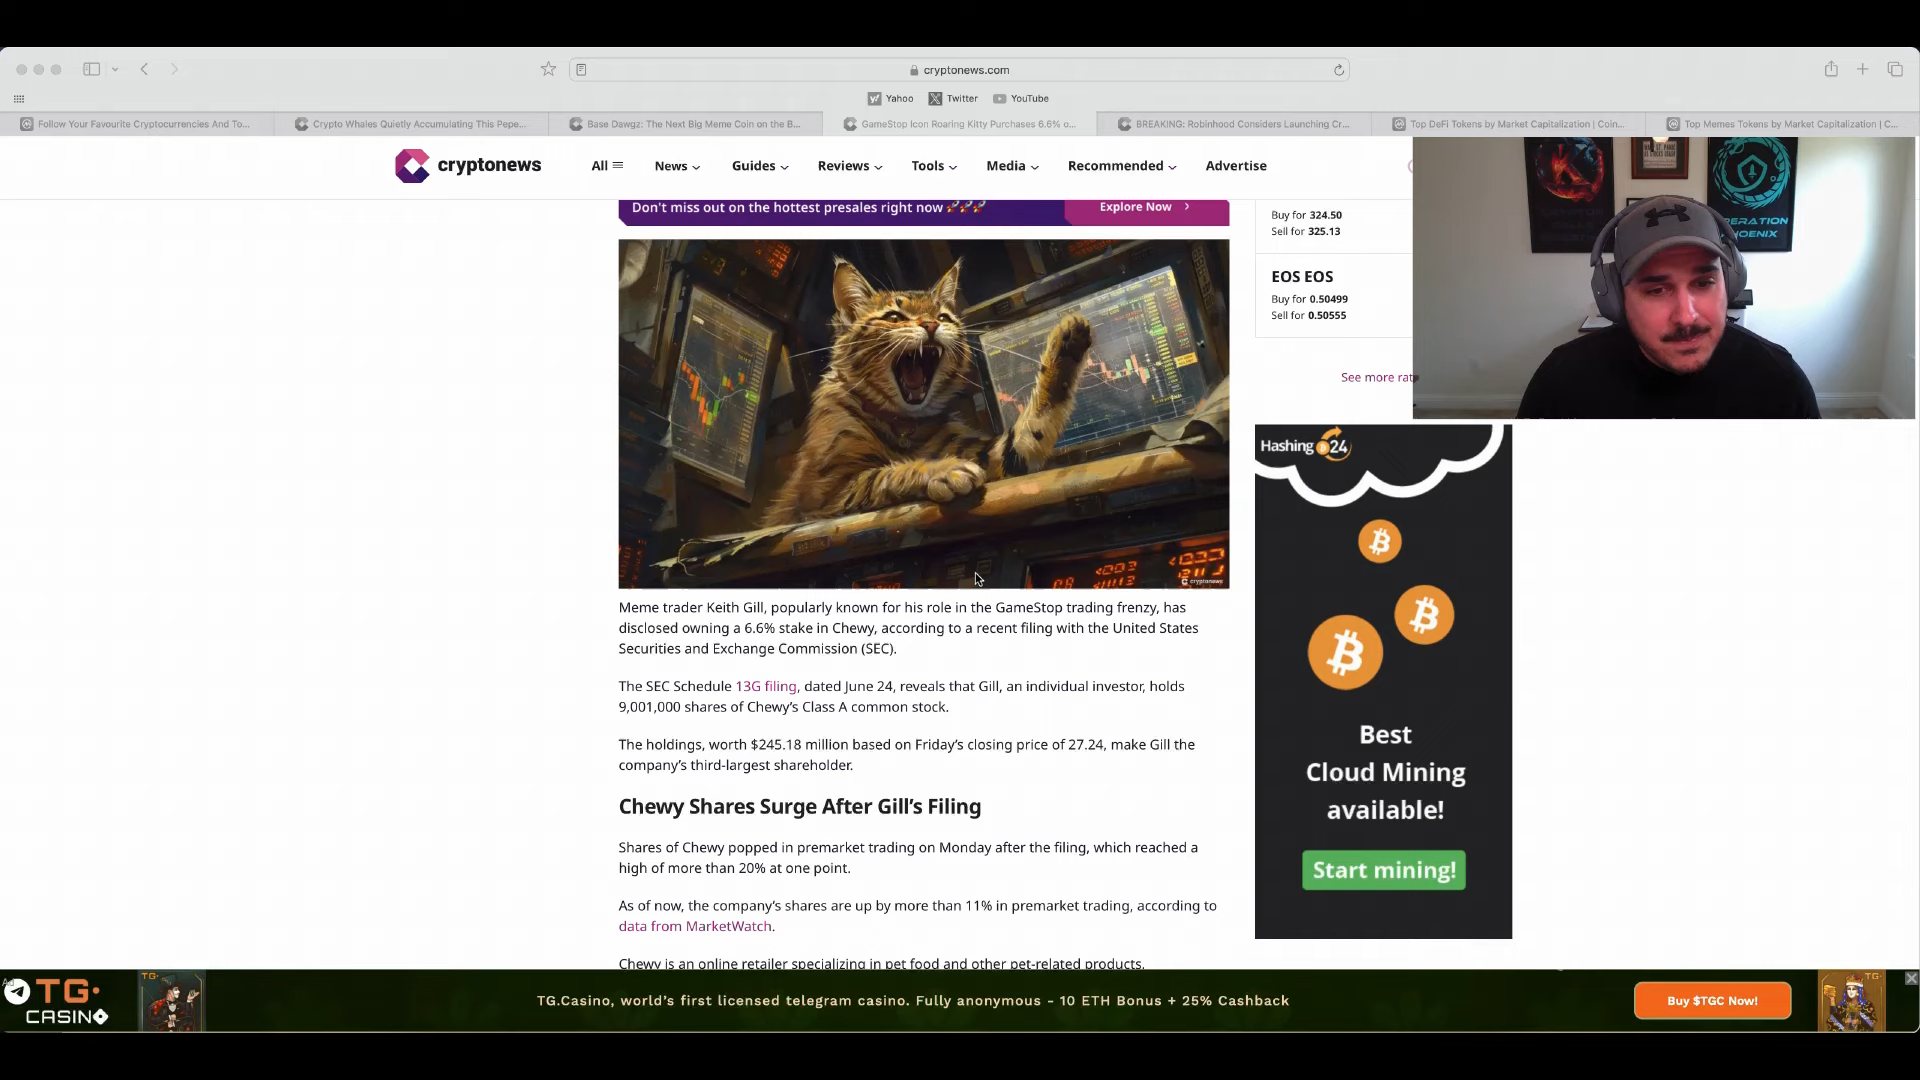 cryptonews.com
Yahoo
Twitter
YouTube
Follow Your Favourite Cryptocurrencies And To...
Crypto Whales Quietly Accumulating This Pepe...
Base Dawgz: The Next Big Meme Coin on the B...
GameStop Icon Roaring Kitty Purchases 6.6% o...
BREAKING: Robinhood Considers Launching Cr...
Top DeFi Tokens by Market Capitalization | Coin...
Top Memes Tokens by Market Capitalization | C...
cryptonews
All
News
Guides
Reviews
Tools
Media
Recommended
Advertise
Don't miss out on the hottest presales right now 🚀🚀🚀
Explore Now
Buy for 324.50
Sell for 325.13
EOS EOS
Buy for 0.50499
Sell for 0.50555
See more rat
cryptonews
Meme trader Keith Gill, popularly known for his role in the GameStop trading frenzy, has
disclosed owning a 6.6% stake in Chewy, according to a recent filing with the United States
Securities and Exchange Commission (SEC).
The SEC Schedule 13G filing, dated June 24, reveals that Gill, an individual investor, holds
9,001,000 shares of Chewy's Class A common stock.
The holdings, worth $245.18 million based on Friday's closing price of 27.24, make Gill the
company's third-largest shareholder.
Chewy Shares Surge After Gill's Filing
Shares of Chewy popped in premarket trading on Monday after the filing, which reached a
high of more than 20% at one point.
As of now, the company's shares are up by more than 11% in premarket trading, according to
data from MarketWatch.
Chewy is an online retailer specializing in pet food and other pet-related products.
Hashing 24
Best
Cloud Mining
available!
Start mining!
TG.
CASINO
TG.
TG.Casino, world's first licensed telegram casino. Fully anonymous - 10 ETH Bonus + 25% Cashback
Buy $TGC Now!
TG.